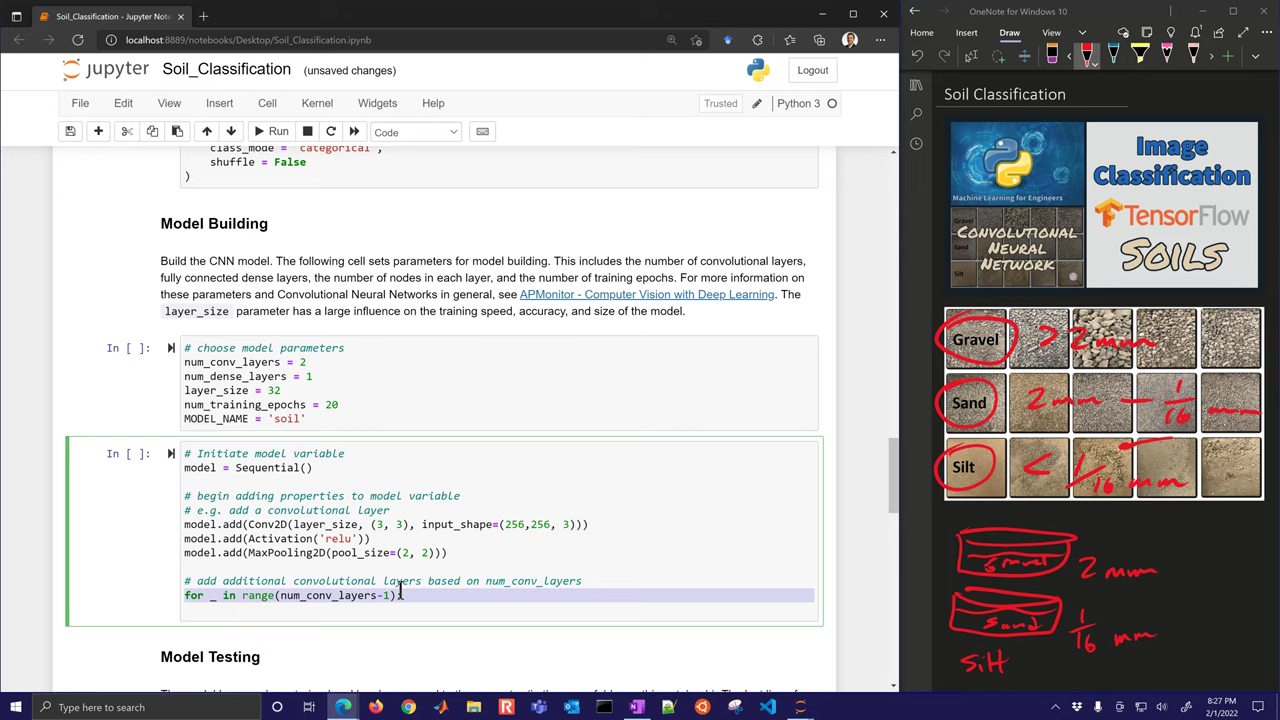 Soil_Classification - Jupyter Not
localhost:8889/notebooks/Desktop/Soil_Classification.ipynb
jupyter Soil_Classification (unsaved changes)
Logout
File Edit View Insert Cell Kernel Widgets Help
Trusted Python 3
Run Code
class_mode = 'categorical',
shuffle = False
)
Model Building
Build the CNN model. The following cell sets parameters for model building. This includes the number of convolutional layers,
fully connected dense layers, the number of nodes in each layer, and the number of training epochs. For more information on
these parameters and Convolutional Neural Networks in general, see APMonitor - Computer Vision with Deep Learning. The
layer_size parameter has a large influence on the training speed, accuracy, and size of the model.
In [ ]:
# choose model parameters
num_conv_layers = 2
num_dense_layers = 1
layer_size = 32
num_training_epochs = 20
MODEL_NAME = 'soil'
In [ ]:
# Initiate model variable
model = Sequential()
# begin adding properties to model variable
# e.g. add a convolutional layer
model.add(Conv2D(layer_size, (3, 3), input_shape=(256,256, 3)))
model.add(Activation('relu'))
model.add(MaxPooling2D(pool_size=(2, 2)))
# add additional convolutional layers based on num_conv_layers
for _ in range(num_conv_layers-1):
Model Testing
OneNote for Windows 10
Home Insert Draw View
Soil Classification
Machine Learning for Engineers
Gravel
Sand
Silt
CONVOLUTIONAL
NEURAL
NETWORK
Image
Classification
TensorFlow
SOILS
Gravel > 2 mm
Sand 2 mm - 1/16 mm
Silt < 1/16 mm
Gravel 2 mm
Sand 1/16 mm
Silt
Type here to search
8:27 PM
2/1/2022